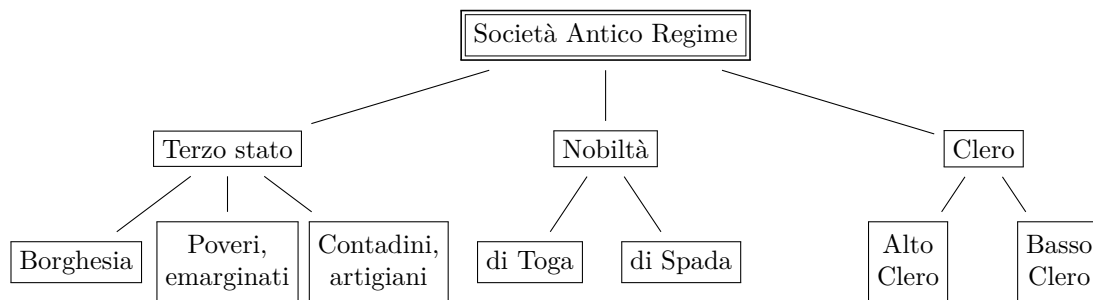 Società Antico Regime
Terzo stato
Nobiltà
Clero
Borghesia
Poveri,
emarginati
Contadini,
artigiani
di Toga
di Spada
Alto
Clero
Basso
Clero